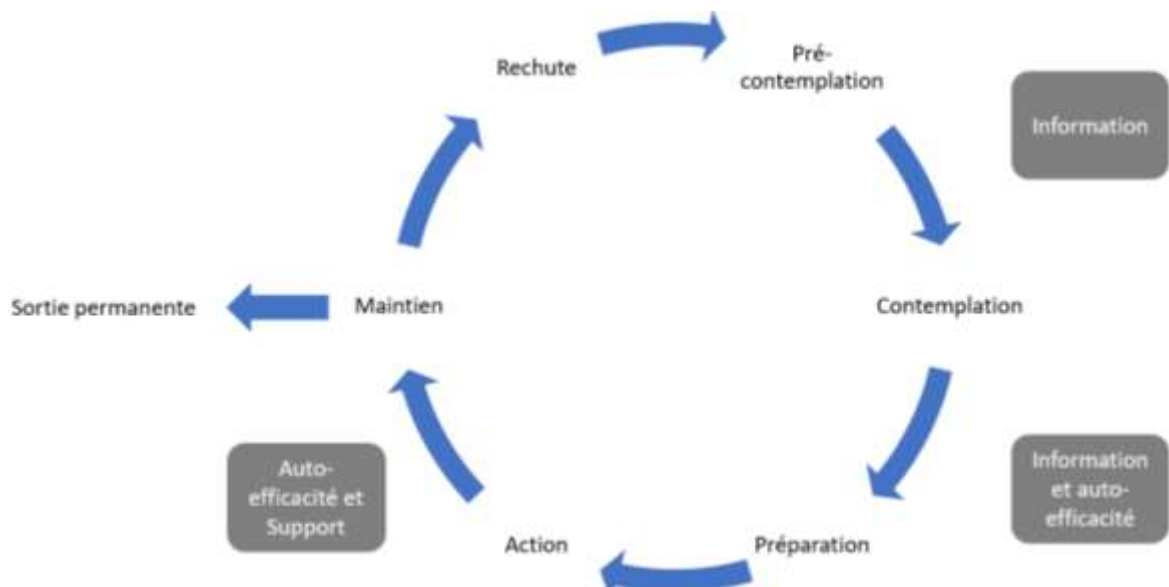 Rechute
Pré-
contemplation
Information
Contemplation
Information
et auto-
efficacité
Préparation
Action
Auto-
efficacité et
Support
Maintien
Sortie permanente